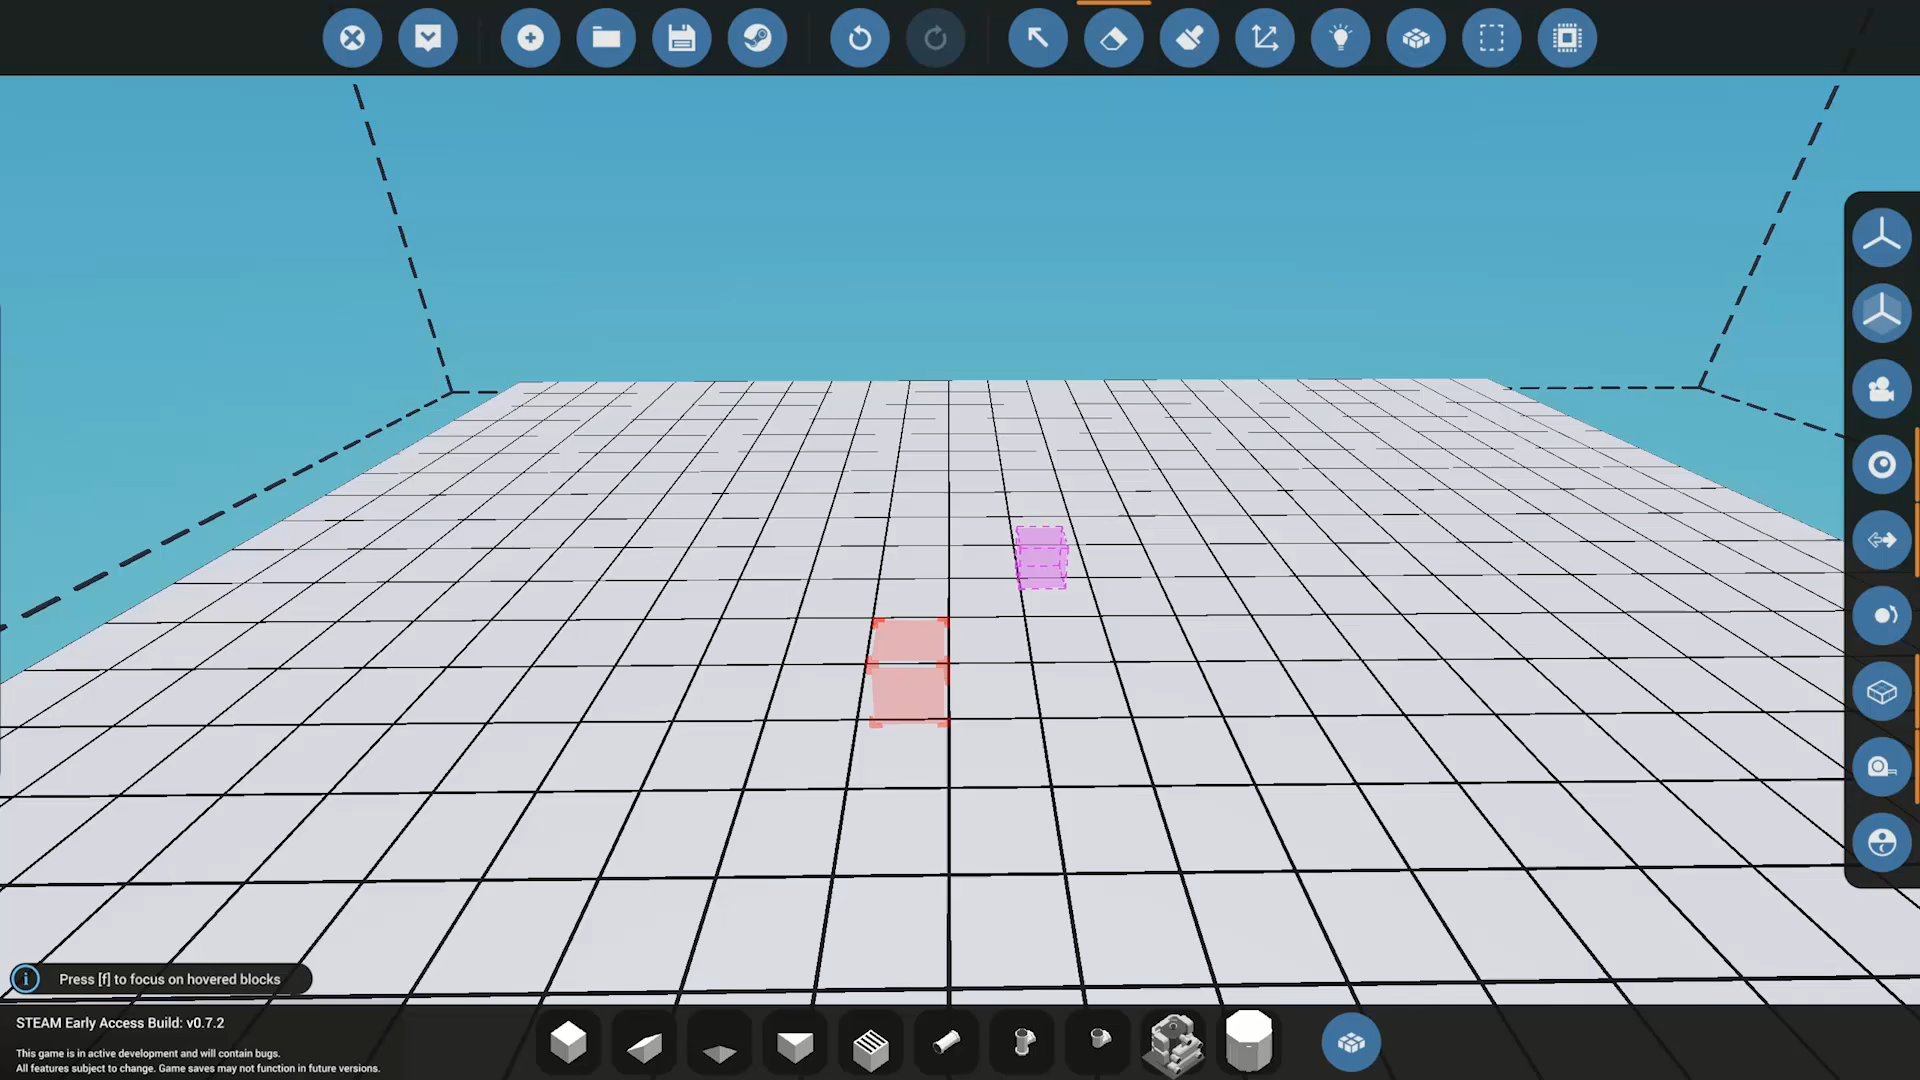 Press [f] to focus on hovered blocks
STEAM Early Access Build: v0.7.2
This game is in active development and will contain bugs.
All features subject to change. Game saves may not function in future versions.